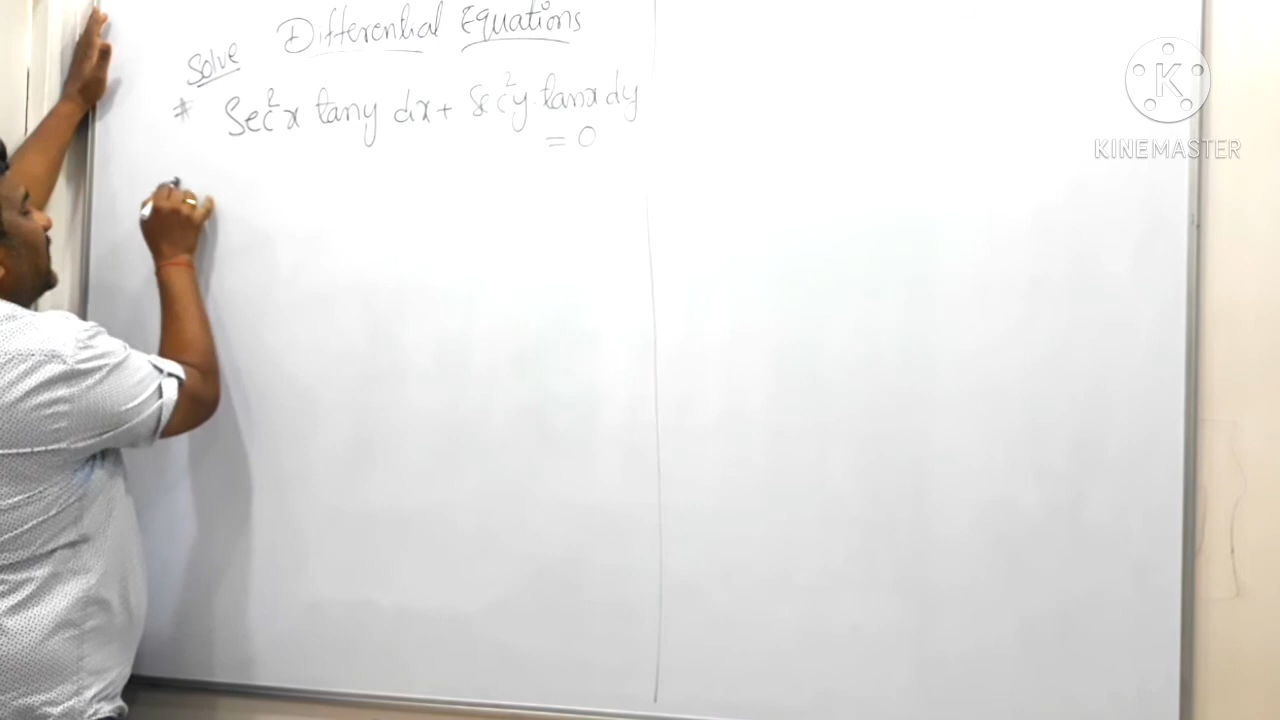 Differential Equations
Solve
# Sec²x tany dx + Sec²y. tanx dy
= 0
K
KINEMASTER